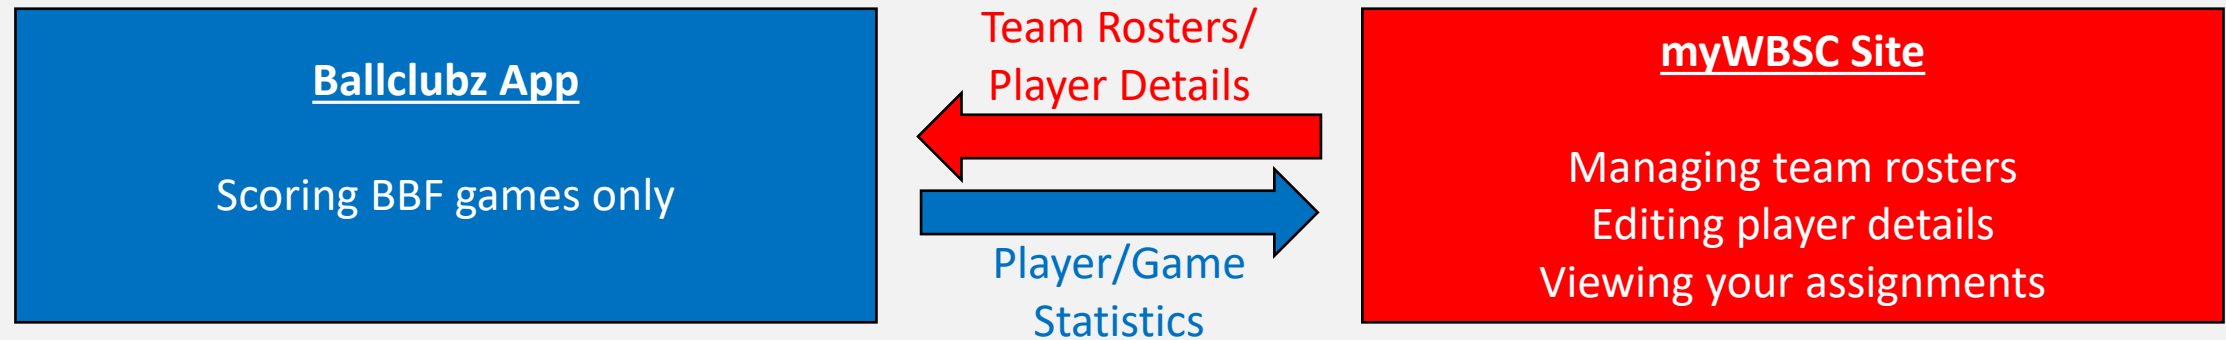 Ballclubz App
Scoring BBF games only
Team Rosters/
Player Details
Player/Game
Statistics
myWBSC Site
Managing team rosters
Editing player details
Viewing your assignments